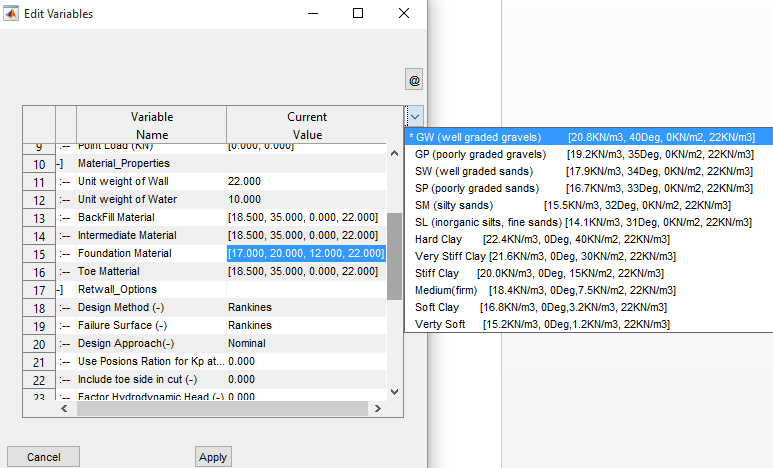 Edit Variables
@
Variable Name Current Value
9 :-- Point Load (KN) [0.000, 0.000]
10 -] Material_Properties
11 :-- Unit weight of Wall 22.000
12 :-- Unit weight of Water 10.000
13 :-- BackFill Material [18.500, 35.000, 0.000, 22.000]
14 :-- Intermediate Material [18.500, 35.000, 0.000, 22.000]
15 :-- Foundation Material [17.000, 20.000, 12.000, 22.000]
16 :-- Toe Matterial [18.500, 35.000, 0.000, 22.000]
17 -] Retwall_Options
18 :-- Design Method (-) Rankines
19 :-- Failure Surface (-) Rankines
20 :-- Design Approach(-) Nominal
21 :-- Use Posions Ration for Kp at... 0.000
22 :-- Include toe side in cut (-) 0.000
23 :-- Factor Hydrodynamic Head (-) 0.000
Cancel Apply
* GW (well graded gravels) [20.8KN/m3, 40Deg, 0KN/m2, 22KN/m3]
GP (poorly graded gravels) [19.2KN/m3, 35Deg, 0KN/m2, 22KN/m3]
SW (well graded sands) [17.9KN/m3, 34Deg, 0KN/m2, 22KN/m3]
SP (poorly graded sands) [16.7KN/m3, 33Deg, 0KN/m2, 22KN/m3]
SM (silty sands) [15.5KN/m3, 32Deg, 0KN/m2, 22KN/m3]
SL (inorganic silts, fine sands) [14.1KN/m3, 31Deg, 0KN/m2, 22KN/m3]
Hard Clay [22.4KN/m3, 0Deg, 40KN/m2, 22KN/m3]
Very Stiff Clay [21.6KN/m3, 0Deg, 30KN/m2, 22KN/m3]
Stiff Clay [20.0KN/m3, 0Deg, 15KN/m2, 22KN/m3]
Medium(firm) [18.4KN/m3, 0Deg,7.5KN/m2, 22KN/m3]
Soft Clay [16.8KN/m3, 0Deg,3.2KN/m3, 22KN/m3]
Verty Soft [15.2KN/m3, 0Deg,1.2KN/m3, 22KN/m3]